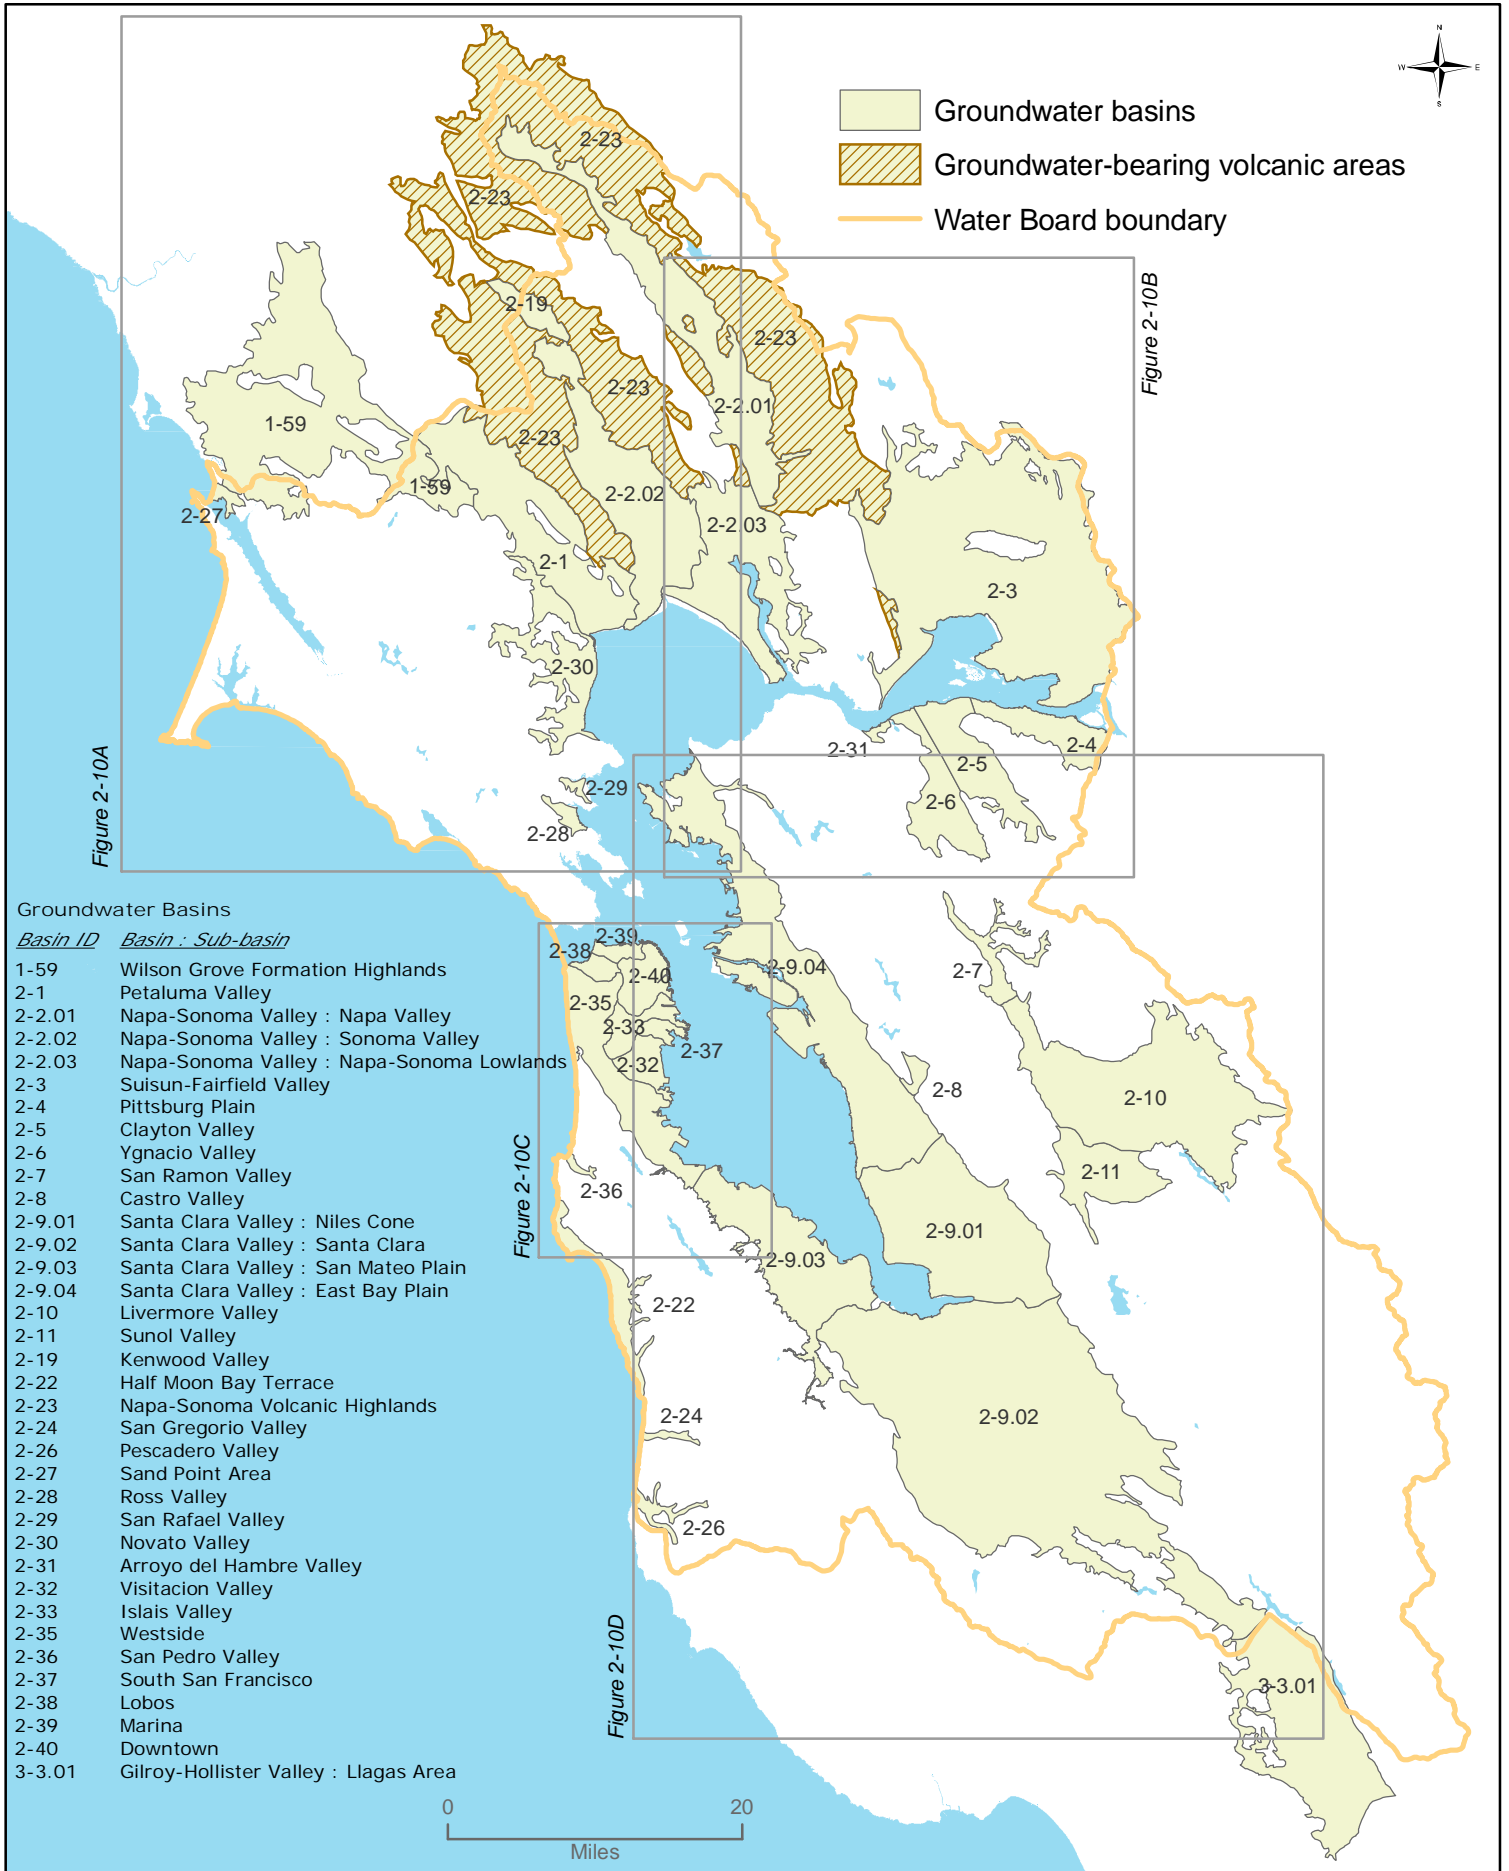 N
W E
S
Groundwater basins
Groundwater-bearing volcanic areas
Water Board boundary
2-23
2-23
2-19
2-23
2-23
2-2.01
1-59
2-23
1-59
2-2.02
2-27
2-2.03
2-1
2-3
2-30
2-31
2-4
2-5
2-29
2-6
2-28
Figure 2-10A
Figure 2-10B
2-39
2-38
2-40
2-9.04
2-7
2-35
2-33
2-37
2-32
2-8
2-10
2-11
2-36
2-9.01
2-9.03
2-22
2-24
2-9.02
2-26
3-3.01
Figure 2-10C
Figure 2-10D
Groundwater Basins
Basin ID Basin : Sub-basin
1-59 Wilson Grove Formation Highlands
2-1 Petaluma Valley
2-2.01 Napa-Sonoma Valley : Napa Valley
2-2.02 Napa-Sonoma Valley : Sonoma Valley
2-2.03 Napa-Sonoma Valley : Napa-Sonoma Lowlands
2-3 Suisun-Fairfield Valley
2-4 Pittsburg Plain
2-5 Clayton Valley
2-6 Ygnacio Valley
2-7 San Ramon Valley
2-8 Castro Valley
2-9.01 Santa Clara Valley : Niles Cone
2-9.02 Santa Clara Valley : Santa Clara
2-9.03 Santa Clara Valley : San Mateo Plain
2-9.04 Santa Clara Valley : East Bay Plain
2-10 Livermore Valley
2-11 Sunol Valley
2-19 Kenwood Valley
2-22 Half Moon Bay Terrace
2-23 Napa-Sonoma Volcanic Highlands
2-24 San Gregorio Valley
2-26 Pescadero Valley
2-27 Sand Point Area
2-28 Ross Valley
2-29 San Rafael Valley
2-30 Novato Valley
2-31 Arroyo del Hambre Valley
2-32 Visitacion Valley
2-33 Islais Valley
2-35 Westside
2-36 San Pedro Valley
2-37 South San Francisco
2-38 Lobos
2-39 Marina
2-40 Downtown
3-3.01 Gilroy-Hollister Valley : Llagas Area
0 20
Miles